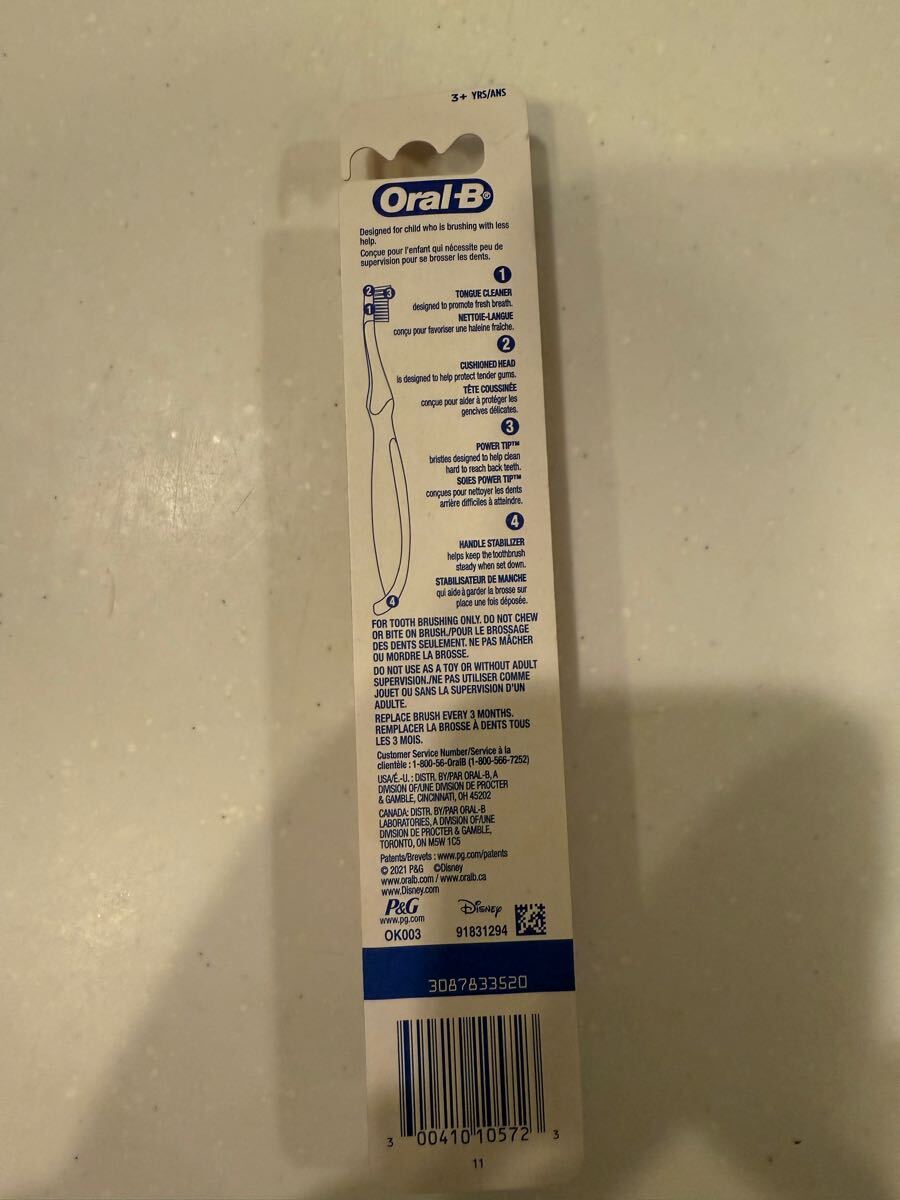 3+ YRS/ANS
Oral-B®
Designed for child who is brushing with less
help.
Conçue pour l'enfant qui nécessite peu de
supervision pour se brosser les dents.
1
2
3
1
TONGUE CLEANER
designed to promote fresh breath.
NETTOIE-LANGUE
conçu pour favoriser une haleine fraîche.
2
CUSHIONED HEAD
is designed to help protect tender gums.
TÊTE COUSSINÉE
conçue pour aider à protéger les
gencives délicates.
3
POWER TIP™
bristles designed to help clean
hard to reach back teeth.
SOIES POWER TIP™
conçues pour nettoyer les dents
arrière difficiles à atteindre.
4
HANDLE STABILIZER
helps keep the toothbrush
steady when set down.
STABILISATEUR DE MANCHE
qui aide à garder la brosse sur
place une fois déposée.
4
FOR TOOTH BRUSHING ONLY. DO NOT CHEW
OR BITE ON BRUSH./POUR LE BROSSAGE
DES DENTS SEULEMENT. NE PAS MÂCHER
OU MORDRE LA BROSSE.
DO NOT USE AS A TOY OR WITHOUT ADULT
SUPERVISION./NE PAS UTILISER COMME
JOUET OU SANS LA SUPERVISION D'UN
ADULTE.
REPLACE BRUSH EVERY 3 MONTHS.
REMPLACER LA BROSSE À DENTS TOUS
LES 3 MOIS.
Customer Service Number/Service à la
clientèle : 1-800-56-OralB (1-800-566-7252)
USA/É.-U. : DISTR. BY/PAR ORAL-B, A
DIVISION OF/UNE DIVISION DE PROCTER
& GAMBLE, CINCINNATI, OH 45202
CANADA: DISTR. BY/PAR ORAL-B
LABORATORIES, A DIVISION OF/UNE
DIVISION DE PROCTER & GAMBLE,
TORONTO, ON M5W 1C5
Patents/Brevets : www.pg.com/patents
© 2021 P&G ©Disney
www.oralb.com / www.oralb.ca
www.Disney.com
P&G Disney
www.pg.com
OK003 91831294
3087833520
3 00410 10572 3
11